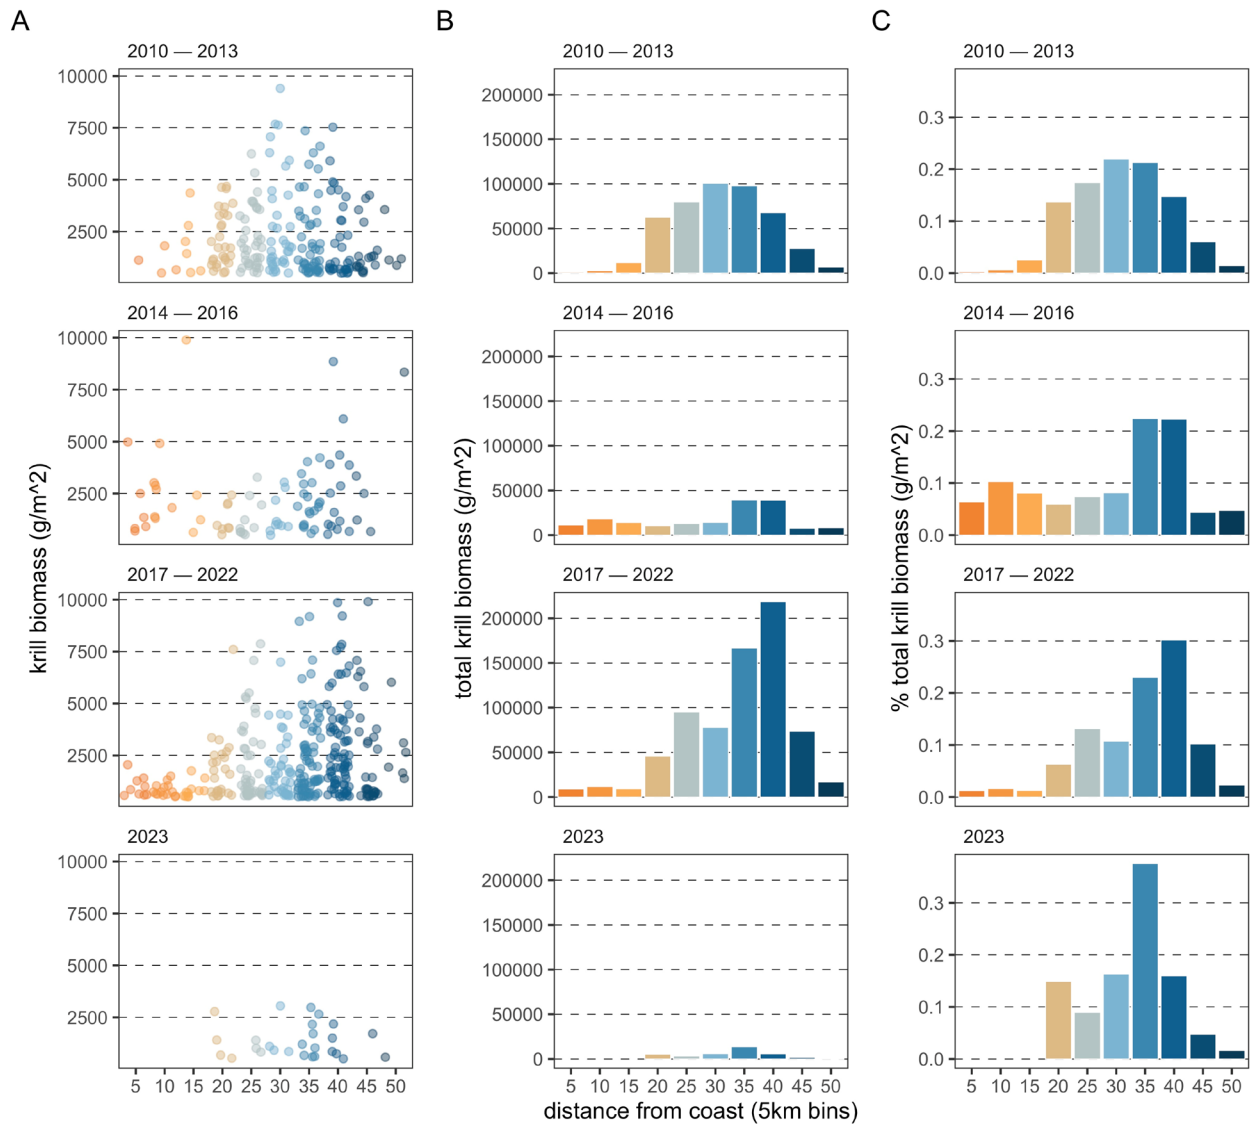 A
B
C
2010 — 2013
2010 — 2013
2010 — 2013
10000
7500
5000
2500
200000
150000
100000
50000
0
0.3
0.2
0.1
0.0
2014 — 2016
2014 — 2016
2014 — 2016
10000
7500
5000
2500
200000
150000
100000
50000
0
0.3
0.2
0.1
0.0
krill biomass (g/m^2)
total krill biomass (g/m^2)
% total krill biomass (g/m^2)
2017 — 2022
2017 — 2022
2017 — 2022
10000
7500
5000
2500
200000
150000
100000
50000
0
0.3
0.2
0.1
0.0
2023
2023
2023
10000
7500
5000
2500
200000
150000
100000
50000
0
0.3
0.2
0.1
0.0
5 10 15 20 25 30 35 40 45 50
5 10 15 20 25 30 35 40 45 50
5 10 15 20 25 30 35 40 45 50
distance from coast (5km bins)